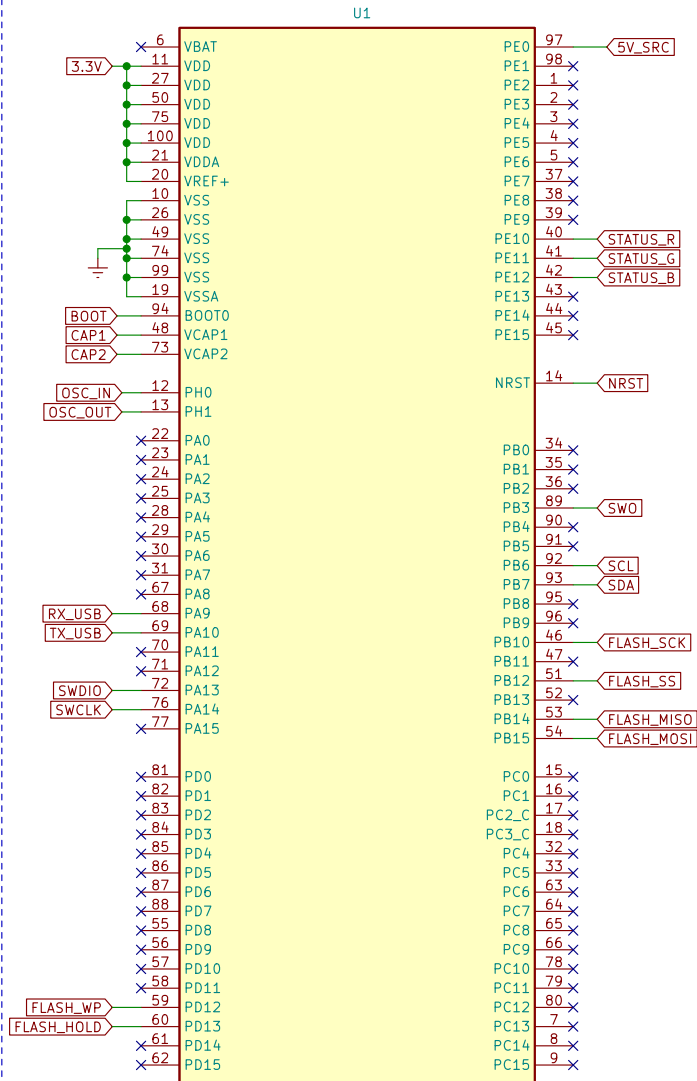 U1
6 VBAT PE0 97 5V_SRC
3.3V 11 VDD PE1 98
27 VDD PE2 1
50 VDD PE3 2
75 VDD PE4 3
100 VDD PE5 4
21 VDDA PE6 5
20 VREF+ PE7 37
10 VSS PE8 38
26 VSS PE9 39
49 VSS PE10 40 STATUS_R
74 VSS PE11 41 STATUS_G
99 VSS PE12 42 STATUS_B
19 VSSA PE13 43
BOOT 94 BOOT0 PE14 44
CAP1 48 VCAP1 PE15 45
CAP2 73 VCAP2
NRST 14 NRST
OSC_IN 12 PH0
OSC_OUT 13 PH1
22 PA0 PB0 34
23 PA1 PB1 35
24 PA2 PB2 36
25 PA3 PB3 89 SWO
28 PA4 PB4 90
29 PA5 PB5 91
30 PA6 PB6 92 SCL
31 PA7 PB7 93 SDA
67 PA8 PB8 95
RX_USB 68 PA9 PB9 96
TX_USB 69 PA10 PB10 46 FLASH_SCK
70 PA11 PB11 47
71 PA12 PB12 51 FLASH_SS
SWDIO 72 PA13 PB13 52
SWCLK 76 PA14 PB14 53 FLASH_MISO
77 PA15 PB15 54 FLASH_MOSI
81 PD0 PC0 15
82 PD1 PC1 16
83 PD2 PC2_C 17
84 PD3 PC3_C 18
85 PD4 PC4 32
86 PD5 PC5 33
87 PD6 PC6 63
88 PD7 PC7 64
55 PD8 PC8 65
56 PD9 PC9 66
57 PD10 PC10 78
58 PD11 PC11 79
FLASH_WP 59 PD12 PC12 80
FLASH_HOLD 60 PD13 PC13 7
61 PD14 PC14 8
62 PD15 PC15 9